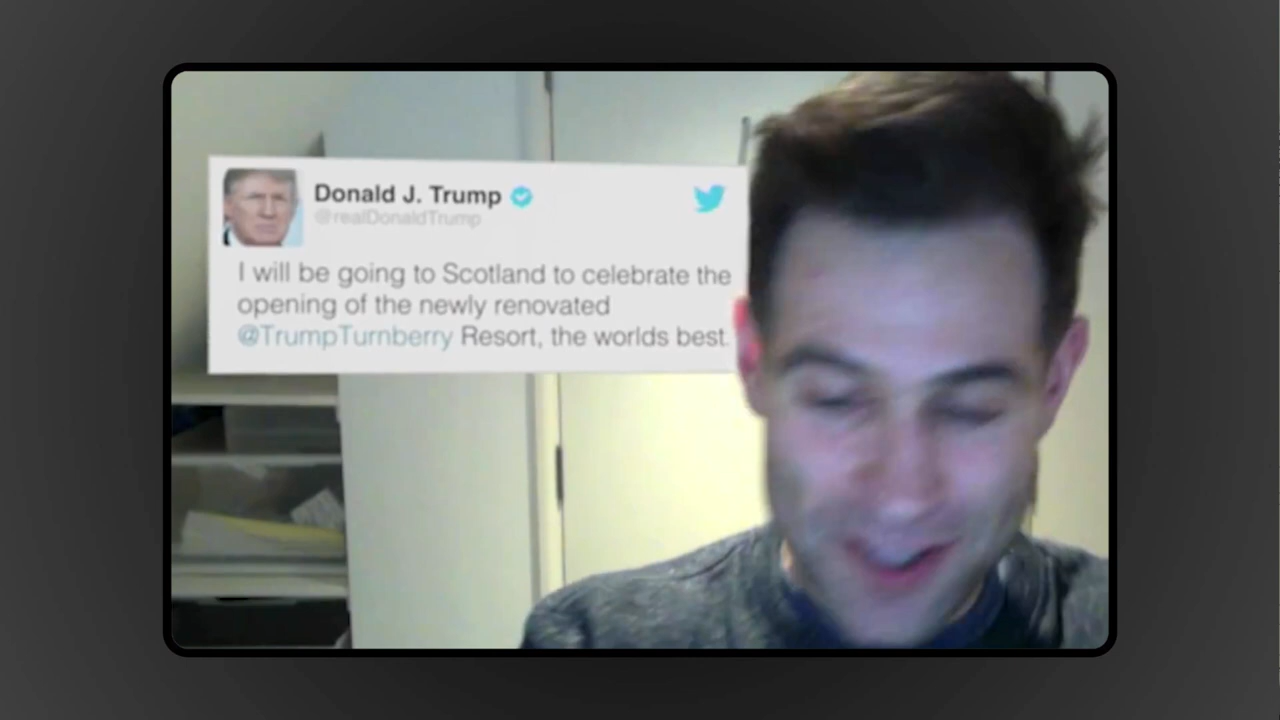 Donald J. Trump
@realDonaldTrump
I will be going to Scotland to celebrate the
opening of the newly renovated
@TrumpTurnberry Resort, the worlds best.